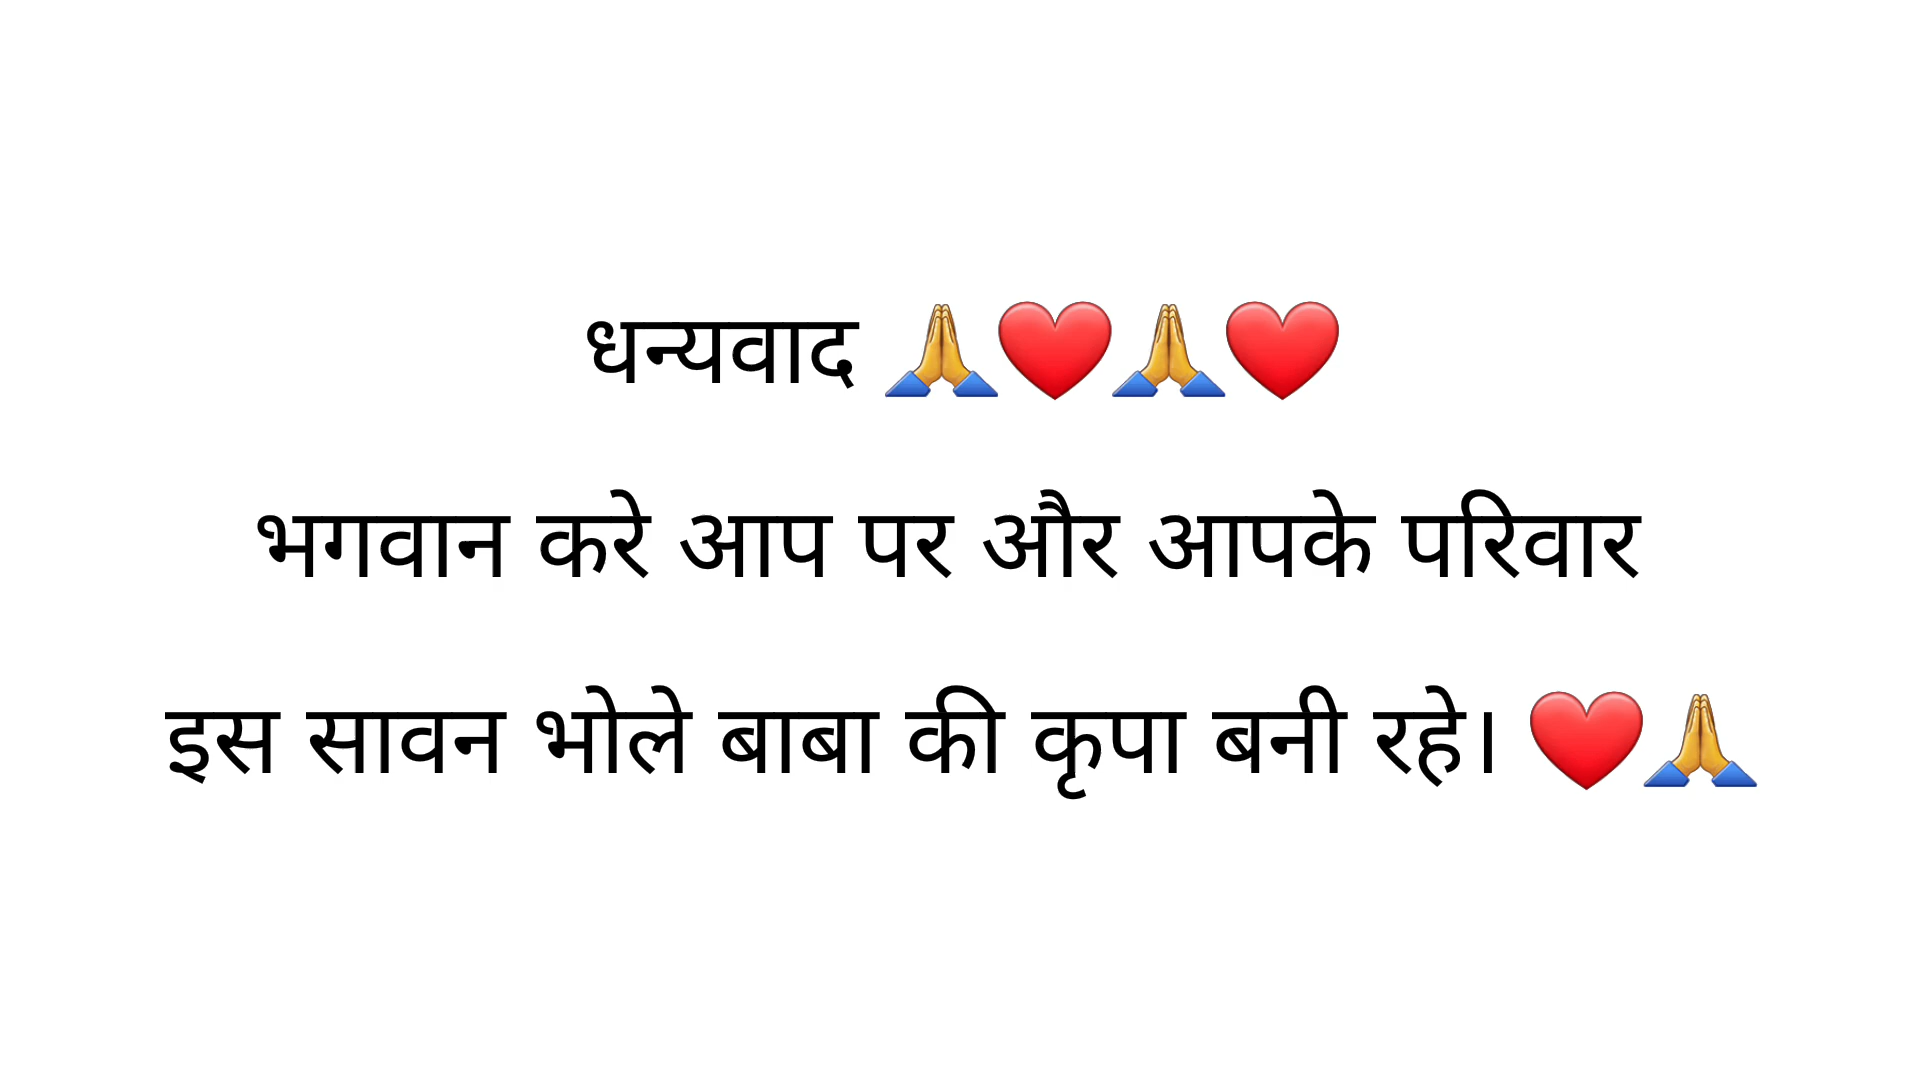 धन्यवाद 🙏❤️🙏❤️
भगवान करे आप पर और आपके परिवार
इस सावन भोले बाबा की कृपा बनी रहे। ❤️🙏